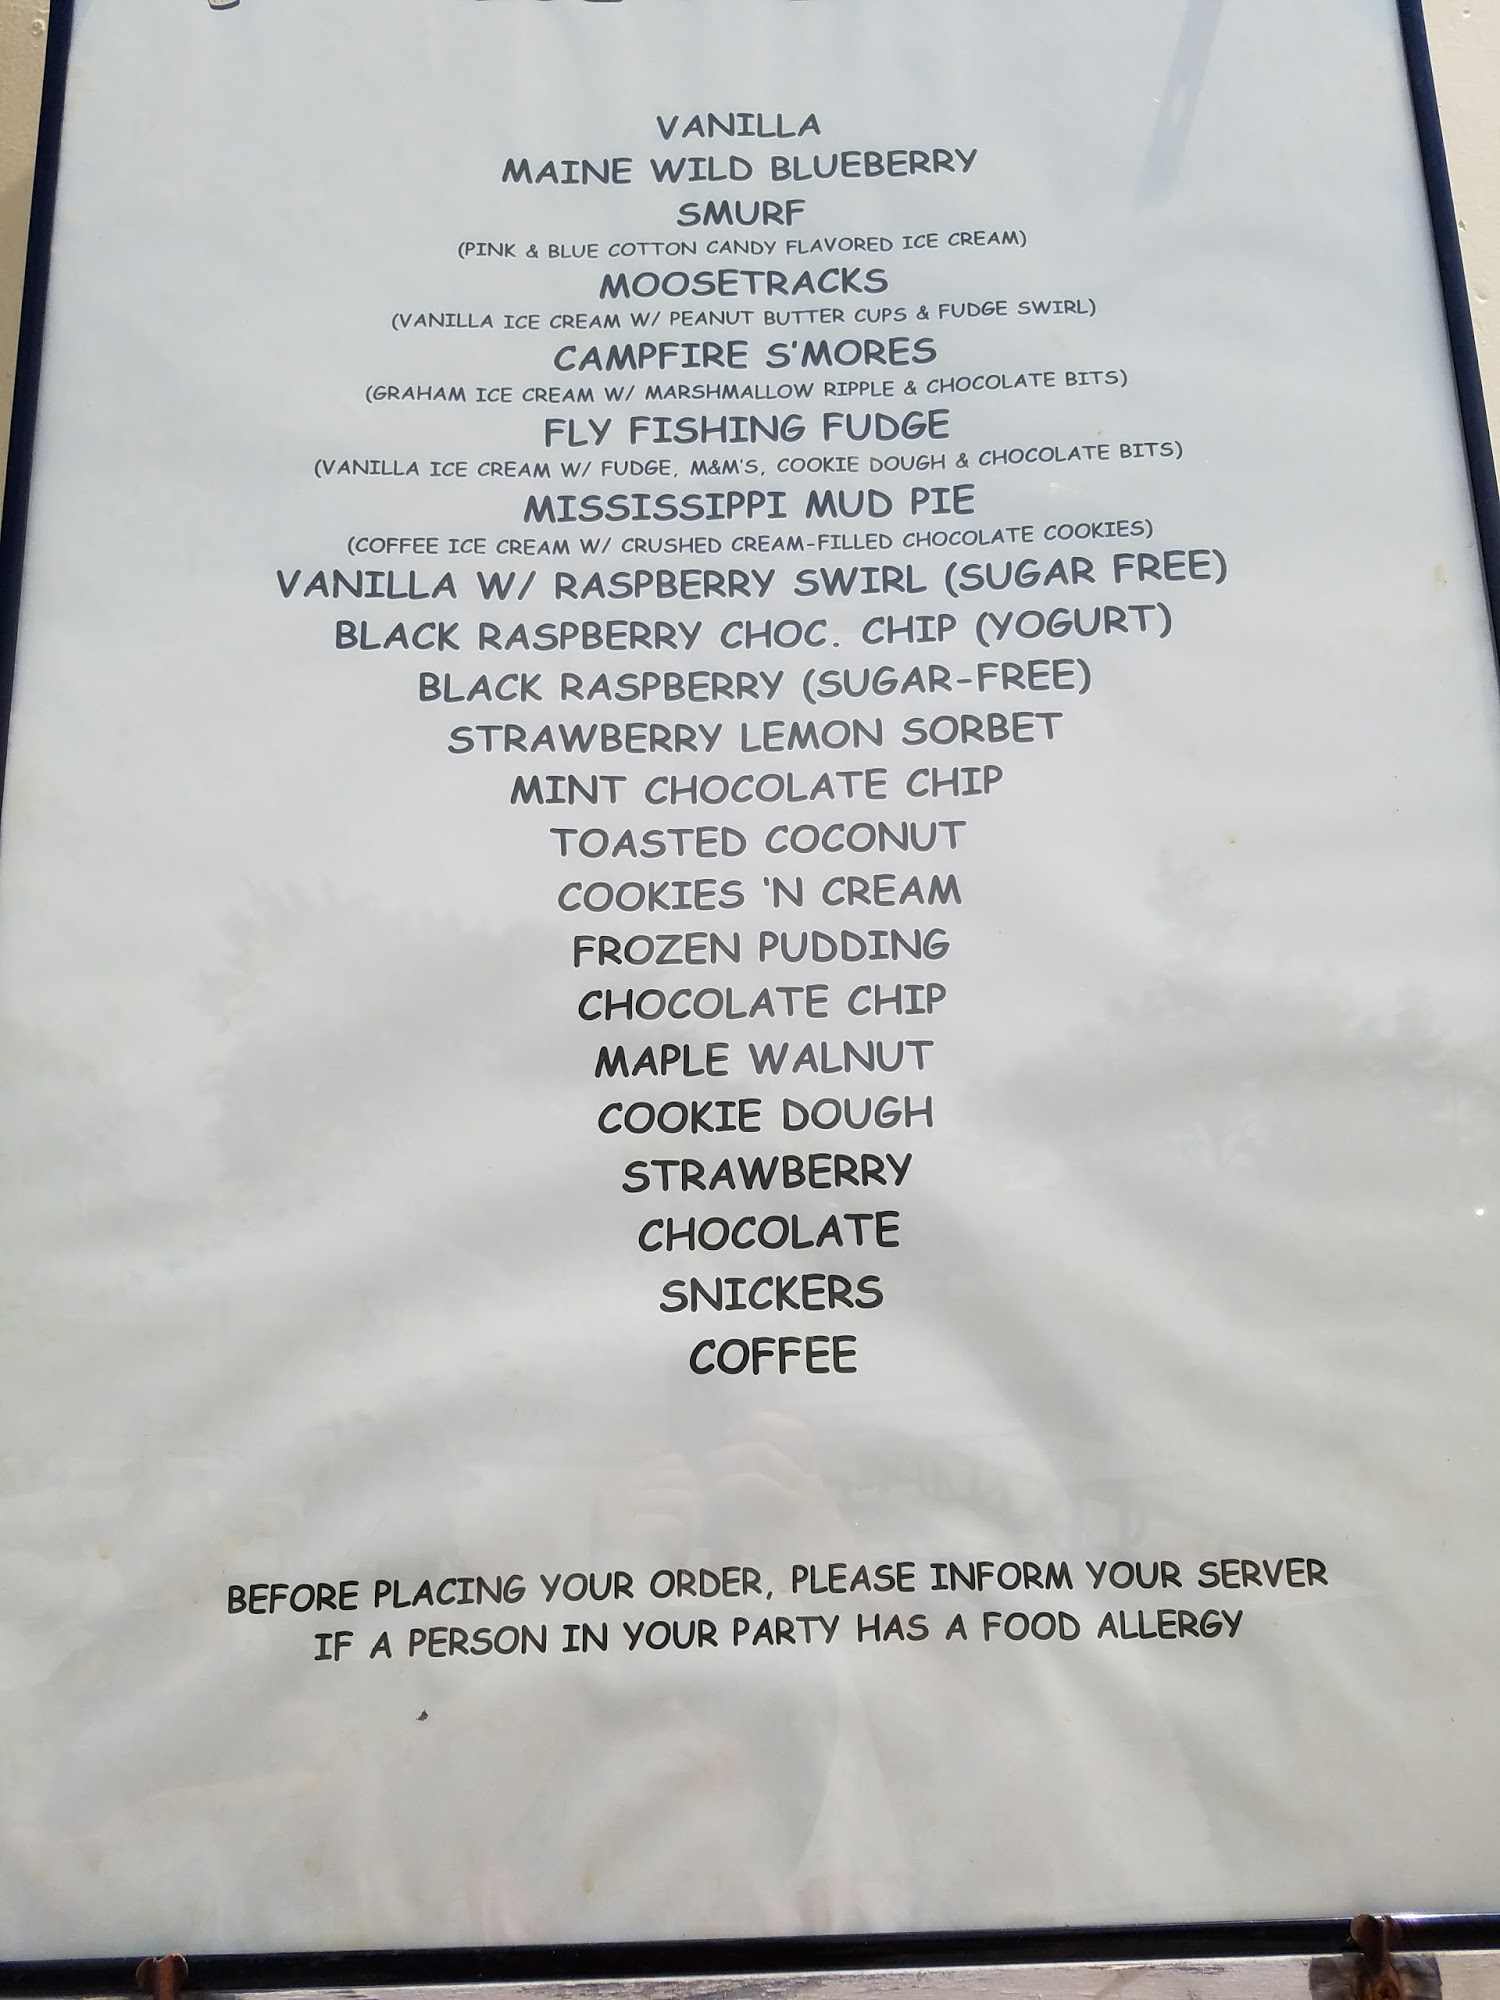 VANILLA
MAINE WILD BLUEBERRY
SMURF
(PINK & BLUE COTTON CANDY FLAVORED ICE CREAM)
MOOSETRACKS
(VANILLA ICE CREAM W/ PEANUT BUTTER CUPS & FUDGE SWIRL)
CAMPFIRE S'MORES
(GRAHAM ICE CREAM W/ MARSHMALLOW RIPPLE & CHOCOLATE BITS)
FLY FISHING FUDGE
(VANILLA ICE CREAM W/ FUDGE, M&M'S, COOKIE DOUGH & CHOCOLATE BITS)
MISSISSIPPI MUD PIE
(COFFEE ICE CREAM W/ CRUSHED CREAM-FILLED CHOCOLATE COOKIES)
VANILLA W/ RASPBERRY SWIRL (SUGAR FREE)
BLACK RASPBERRY CHOC. CHIP (YOGURT)
BLACK RASPBERRY (SUGAR-FREE)
STRAWBERRY LEMON SORBET
MINT CHOCOLATE CHIP
TOASTED COCONUT
COOKIES 'N CREAM
FROZEN PUDDING
CHOCOLATE CHIP
MAPLE WALNUT
COOKIE DOUGH
STRAWBERRY
CHOCOLATE
SNICKERS
COFFEE
BEFORE PLACING YOUR ORDER, PLEASE INFORM YOUR SERVER
IF A PERSON IN YOUR PARTY HAS A FOOD ALLERGY